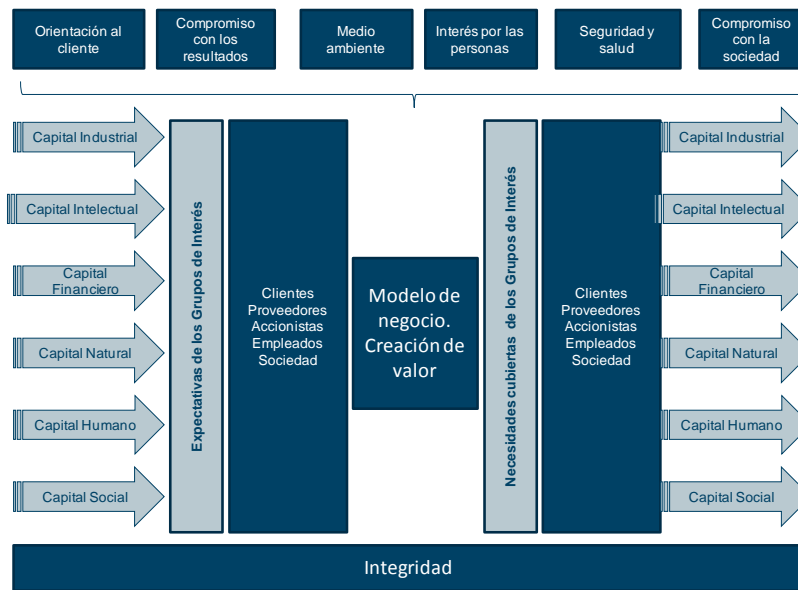 Orientación al
cliente
Compromiso
con los
resultados
Medio
ambiente
Interés por las
personas
Seguridad y
salud
Compromiso
con la
sociedad
Capital Industrial
Capital Intelectual
Capital
Financiero
Capital Natural
Capital Humano
Capital Social
Expectativas de los Grupos de Interés
Clientes
Proveedores
Accionistas
Empleados
Sociedad
Modelo de
negocio.
Creación de
valor
Necesidades cubiertas de los Grupos de Interés
Clientes
Proveedores
Accionistas
Empleados
Sociedad
Capital Industrial
Capital Intelectual
Capital
Financiero
Capital Natural
Capital Humano
Capital Social
Integridad